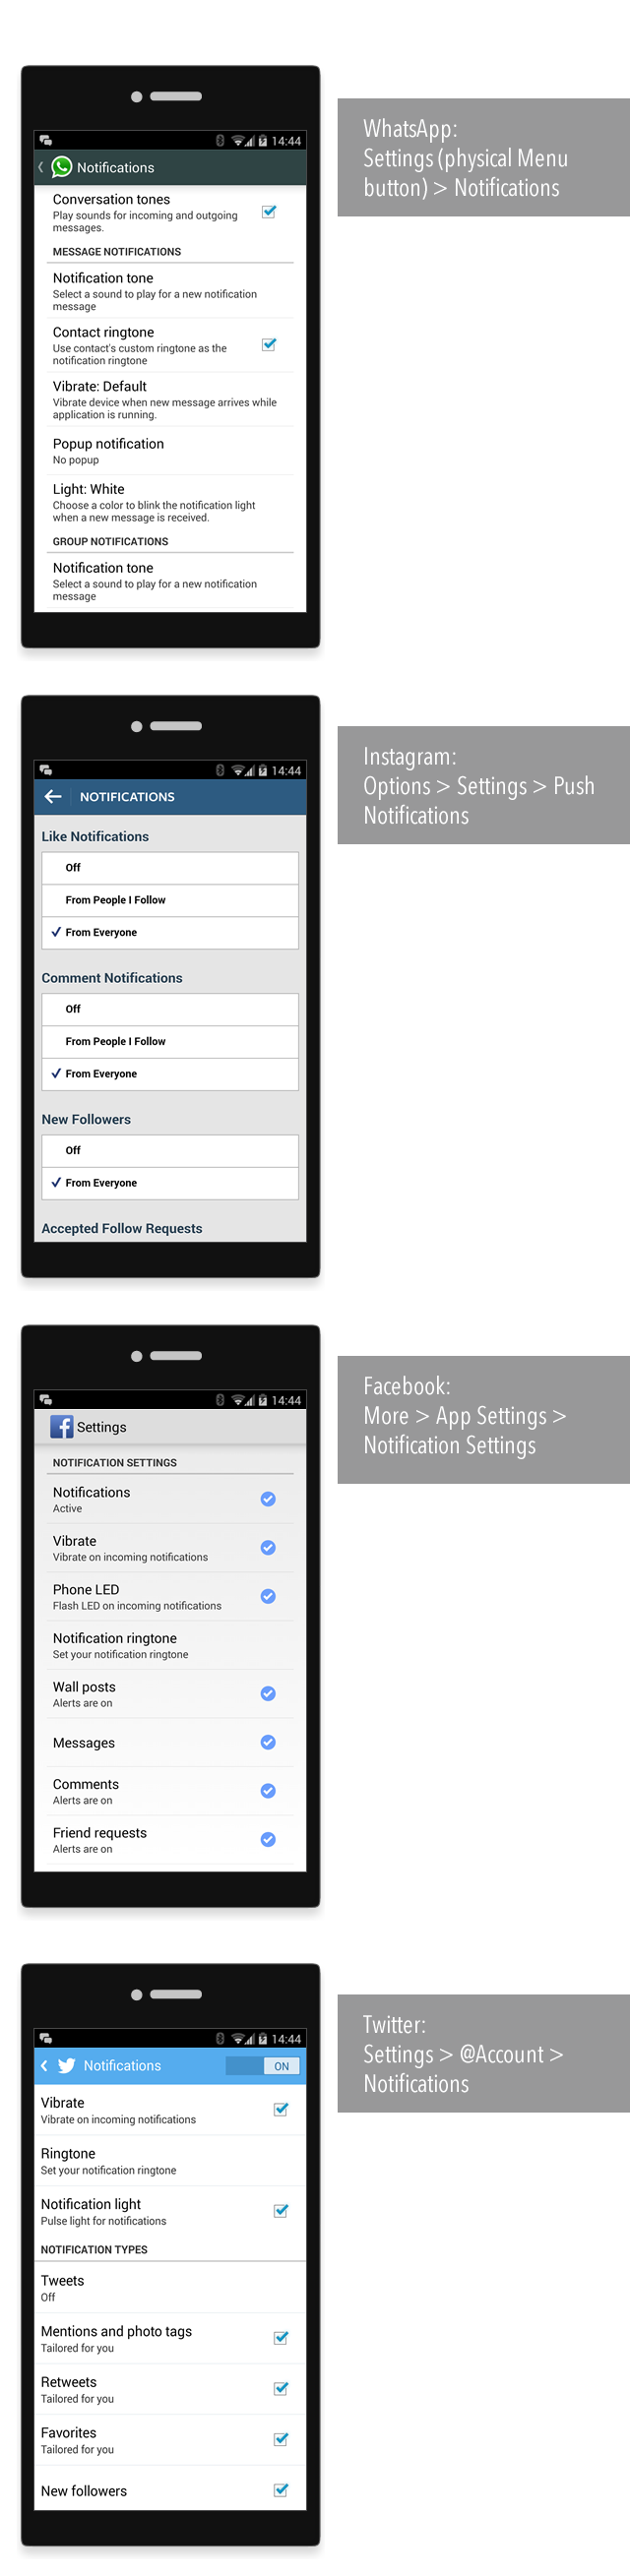 14:44
Notifications
Conversation tones
Play sounds for incoming and outgoing
messages.
MESSAGE NOTIFICATIONS
Notification tone
Select a sound to play for a new notification
message
Contact ringtone
Use contact's custom ringtone as the
notification ringtone
Vibrate: Default
Vibrate device when new message arrives while
application is running.
Popup notification
No popup
Light: White
Choose a color to blink the notification light
when a new message is received.
GROUP NOTIFICATIONS
Notification tone
Select a sound to play for a new notification
message
WhatsApp:
Settings (physical Menu
button) > Notifications
14:44
NOTIFICATIONS
Like Notifications
Off
From People I Follow
From Everyone
Comment Notifications
Off
From People I Follow
From Everyone
New Followers
Off
From Everyone
Accepted Follow Requests
Instagram:
Options > Settings > Push
Notifications
14:44
Settings
NOTIFICATION SETTINGS
Notifications
Active
Vibrate
Vibrate on incoming notifications
Phone LED
Flash LED on incoming notifications
Notification ringtone
Set your notification ringtone
Wall posts
Alerts are on
Messages
Comments
Alerts are on
Friend requests
Alerts are on
Facebook:
More > App Settings >
Notification Settings
14:44
Notifications
ON
Vibrate
Vibrate on incoming notifications
Ringtone
Set your notification ringtone
Notification light
Pulse light for notifications
NOTIFICATION TYPES
Tweets
Off
Mentions and photo tags
Tailored for you
Retweets
Tailored for you
Favorites
Tailored for you
New followers
Twitter:
Settings > @Account >
Notifications